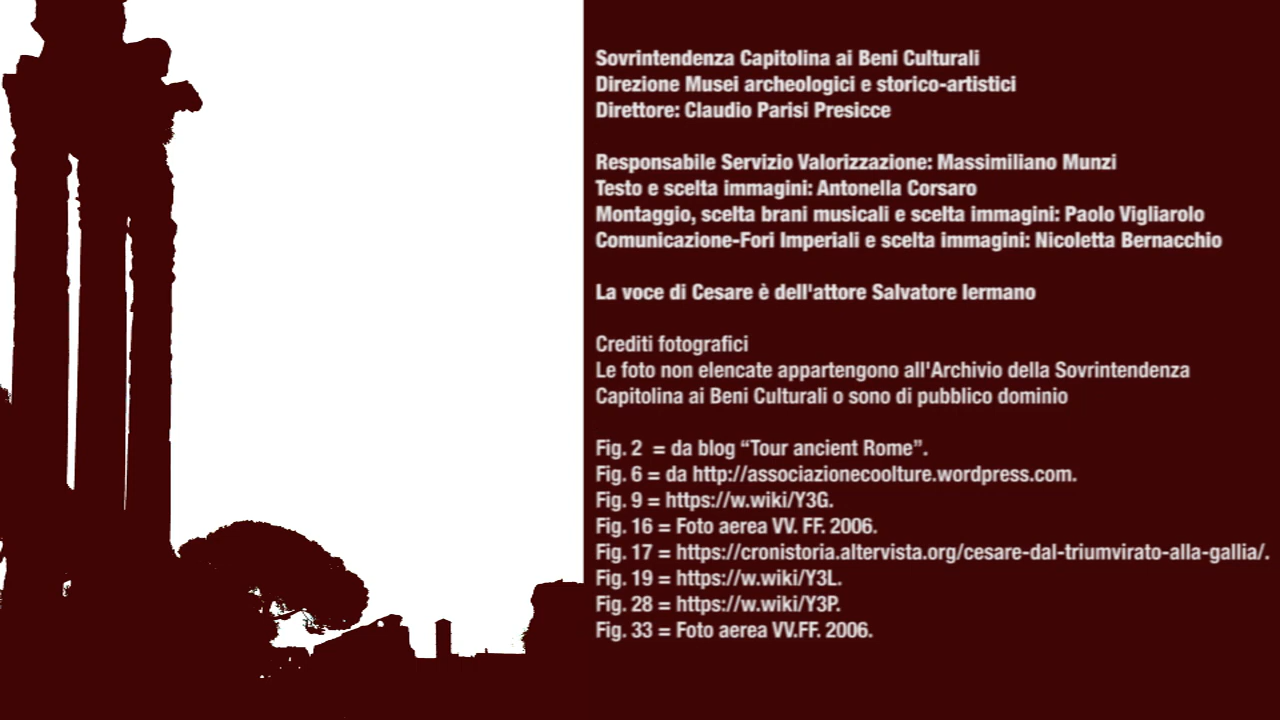 Sovrintendenza Capitolina ai Beni Culturali
Direzione Musei archeologici e storico-artistici
Direttore: Claudio Parisi Presicce
Responsabile Servizio Valorizzazione: Massimiliano Munzi
Testo e scelta immagini: Antonella Corsaro
Montaggio, scelta brani musicali e scelta immagini: Paolo Vigliarolo
Comunicazione-Fori Imperiali e scelta immagini: Nicoletta Bernacchio
La voce di Cesare è dell'attore Salvatore Iermano
Crediti fotografici
Le foto non elencate appartengono all'Archivio della Sovrintendenza
Capitolina ai Beni Culturali o sono di pubblico dominio
Fig. 2  = da blog “Tour ancient Rome”.
Fig. 6 = da http://associazionecoolture.wordpress.com.
Fig. 9 = https://w.wiki/Y3G.
Fig. 16 = Foto aerea VV. FF. 2006.
Fig. 17 = https://cronistoria.altervista.org/cesare-dal-triumvirato-alla-gallia/.
Fig. 19 = https://w.wiki/Y3L.
Fig. 28 = https://w.wiki/Y3P.
Fig. 33 = Foto aerea VV.FF. 2006.